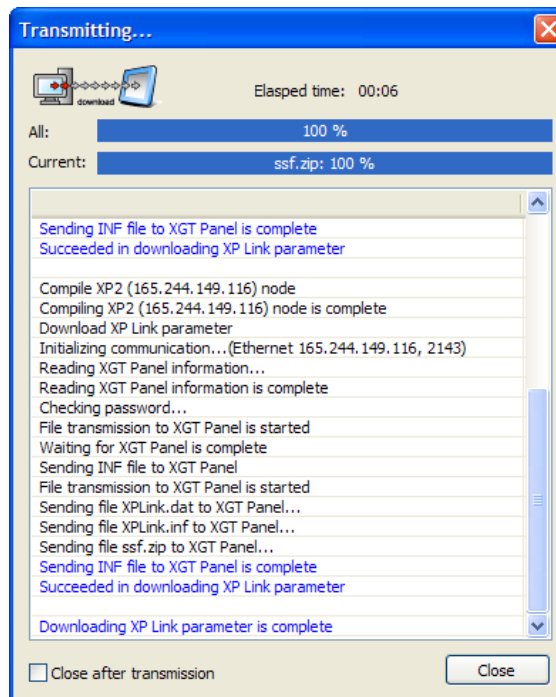 Transmitting...
download
Elasped time: 00:06
All: 100 %
Current: ssf.zip: 100 %
Sending INF file to XGT Panel is complete
Succeeded in downloading XP Link parameter
Compile XP2 (165.244.149.116) node
Compiling XP2 (165.244.149.116) node is complete
Download XP Link parameter
Initializing communication...(Ethernet 165.244.149.116, 2143)
Reading XGT Panel information...
Reading XGT Panel information is complete
Checking password...
File transmission to XGT Panel is started
Waiting for XGT Panel is complete
Sending INF file to XGT Panel
File transmission to XGT Panel is started
Sending file XPLink.dat to XGT Panel...
Sending file XPLink.inf to XGT Panel...
Sending file ssf.zip to XGT Panel...
Sending INF file to XGT Panel is complete
Succeeded in downloading XP Link parameter
Downloading XP Link parameter is complete
Close after transmission
Close